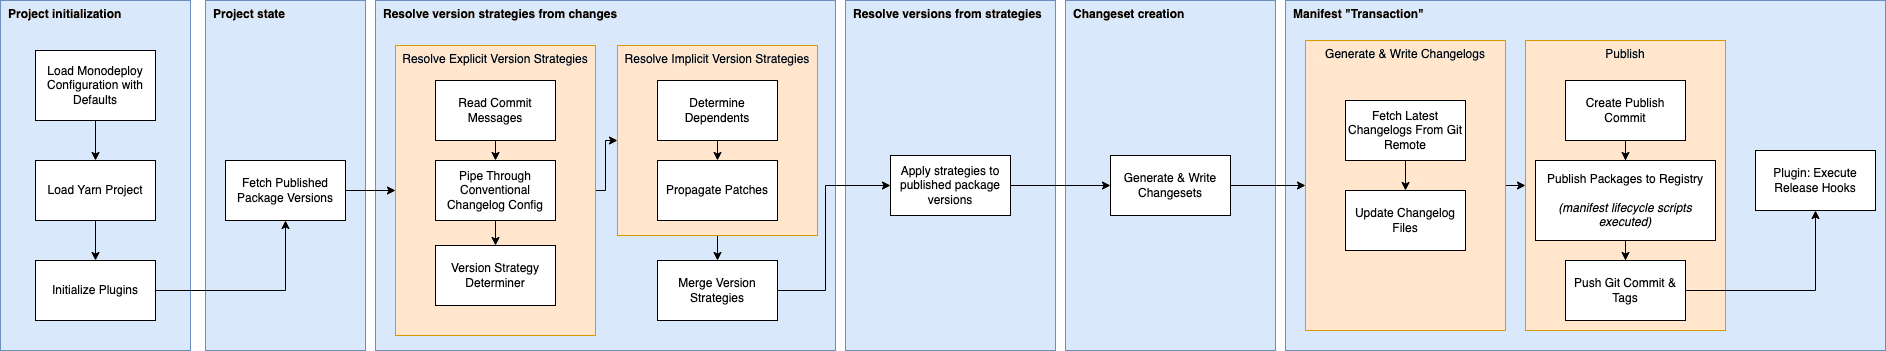 Project initialization
Load Monodeploy
Configuration with
Defaults
Load Yarn Project
Initialize Plugins
Project state
Fetch Published
Package Versions
Resolve version strategies from changes
Resolve Explicit Version Strategies
Read Commit
Messages
Pipe Through
Conventional
Changelog Config
Version Strategy
Determiner
Resolve Implicit Version Strategies
Determine
Dependents
Propagate Patches
Merge Version
Strategies
Resolve versions from strategies
Apply strategies to
published package
versions
Changeset creation
Generate & Write
Changesets
Manifest "Transaction"
Generate & Write Changelogs
Fetch Latest
Changelogs From Git
Remote
Update Changelog
Files
Publish
Create Publish
Commit
Publish Packages to Registry
(manifest lifecycle scripts
executed)
Push Git Commit &
Tags
Plugin: Execute
Release Hooks